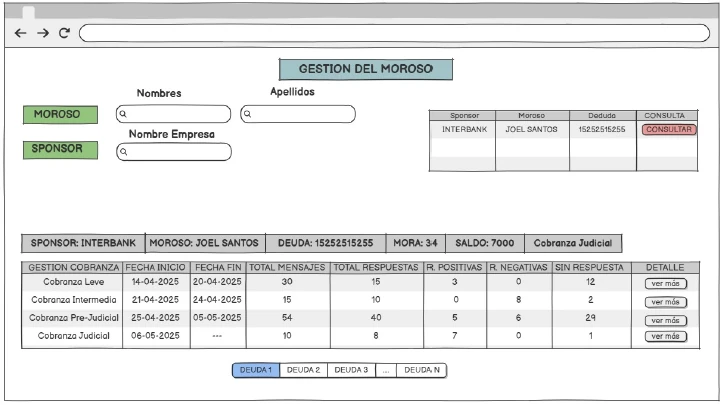 GESTION DEL MOROSO
Nombres Apellidos
MOROSO
Nombre Empresa
SPONSOR
Sponsor Moroso Deduda CONSULTA
INTERBANK JOEL SANTOS 15252515255 CONSULTAR
SPONSOR: INTERBANK MOROSO: JOEL SANTOS DEUDA: 15252515255 MORA: 34 SALDO: 7000 Cobranza Judicial
GESTION COBRANZA FECHA INICIO FECHA FIN TOTAL MENSAJES TOTAL RESPUESTAS R. POSITIVAS R. NEGATIVAS SIN RESPUESTA DETALLE
Cobranza Leve 14-04-2025 20-04-2025 30 15 3 0 12 ver más
Cobranza Intermedia 21-04-2025 24-04-2025 15 10 0 8 2 ver más
Cobranza Pre-Judicial 25-04-2025 05-05-2025 54 40 5 6 29 ver más
Cobranza Judicial 06-05-2025 --- 10 8 7 0 1 ver más
DEUDA 1 DEUDA 2 DEUDA 3 ... DEUDA N